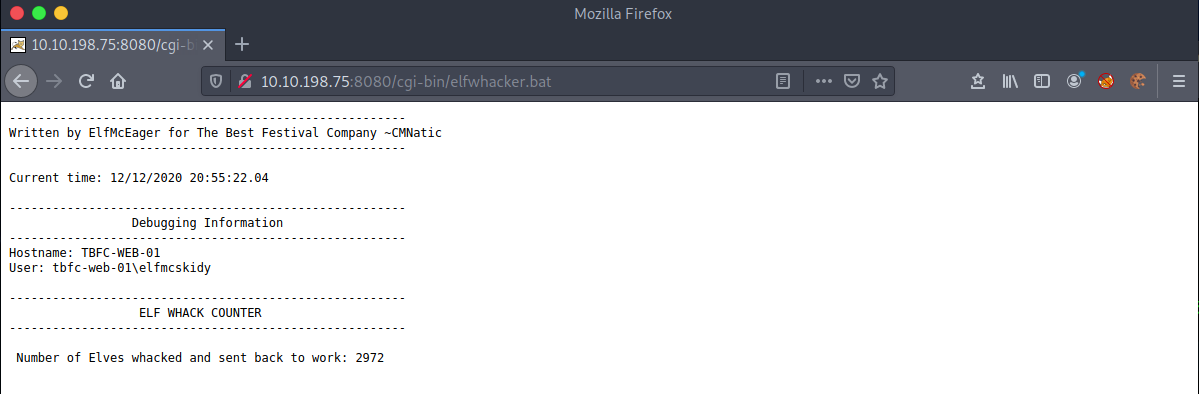 Mozilla Firefox
10.10.198.75:8080/cgi-b
10.10.198.75:8080/cgi-bin/elfwhacker.bat
------------------------------------------------------
Written by ElfMcEager for The Best Festival Company ~CMNatic
------------------------------------------------------
Current time: 12/12/2020 20:55:22.04
------------------------------------------------------
Debugging Information
------------------------------------------------------
Hostname: TBFC-WEB-01
User: tbfc-web-01\elfmcskidy
------------------------------------------------------
ELF WHACK COUNTER
------------------------------------------------------
Number of Elves whacked and sent back to work: 2972